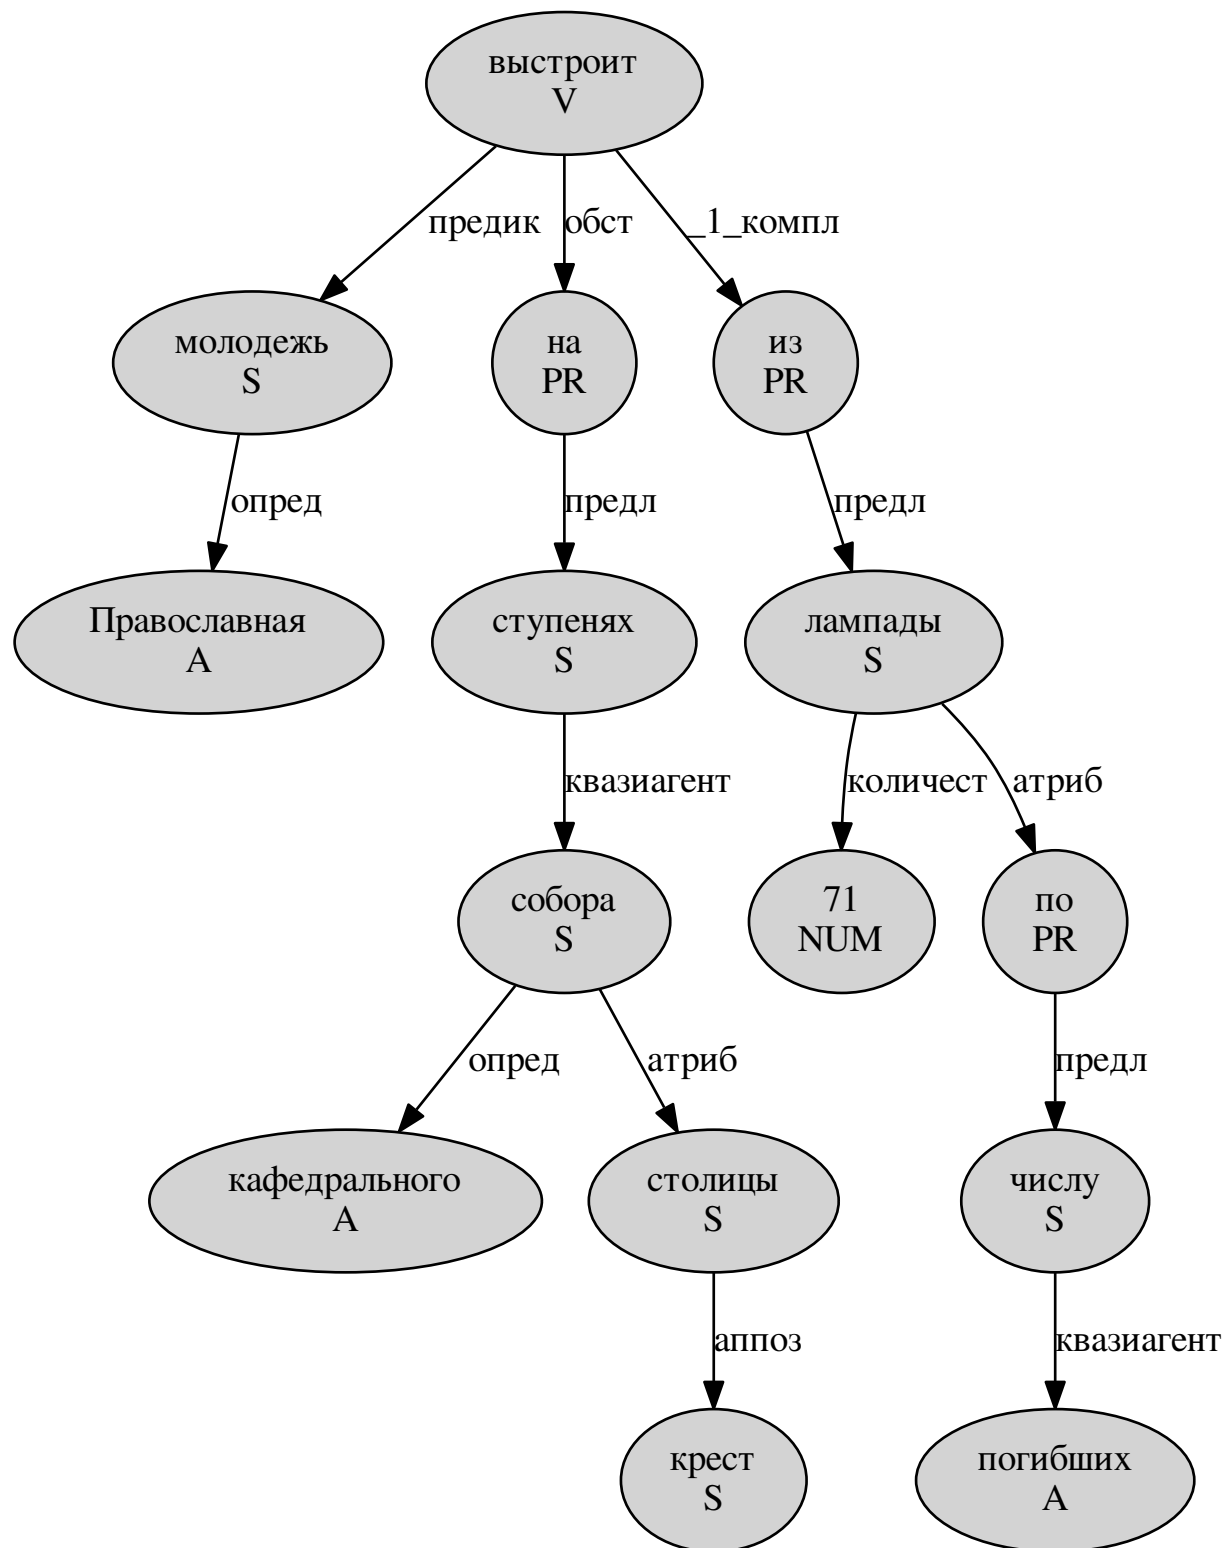 выстроит
V
предик
обст
_1_компл
молодежь
S
на
PR
из
PR
опред
предл
предл
Православная
A
ступенях
S
лампады
S
квазиагент
количест
атриб
собора
S
71
NUM
по
PR
опред
атриб
предл
кафедрального
A
столицы
S
числу
S
аппоз
квазиагент
крест
S
погибших
A